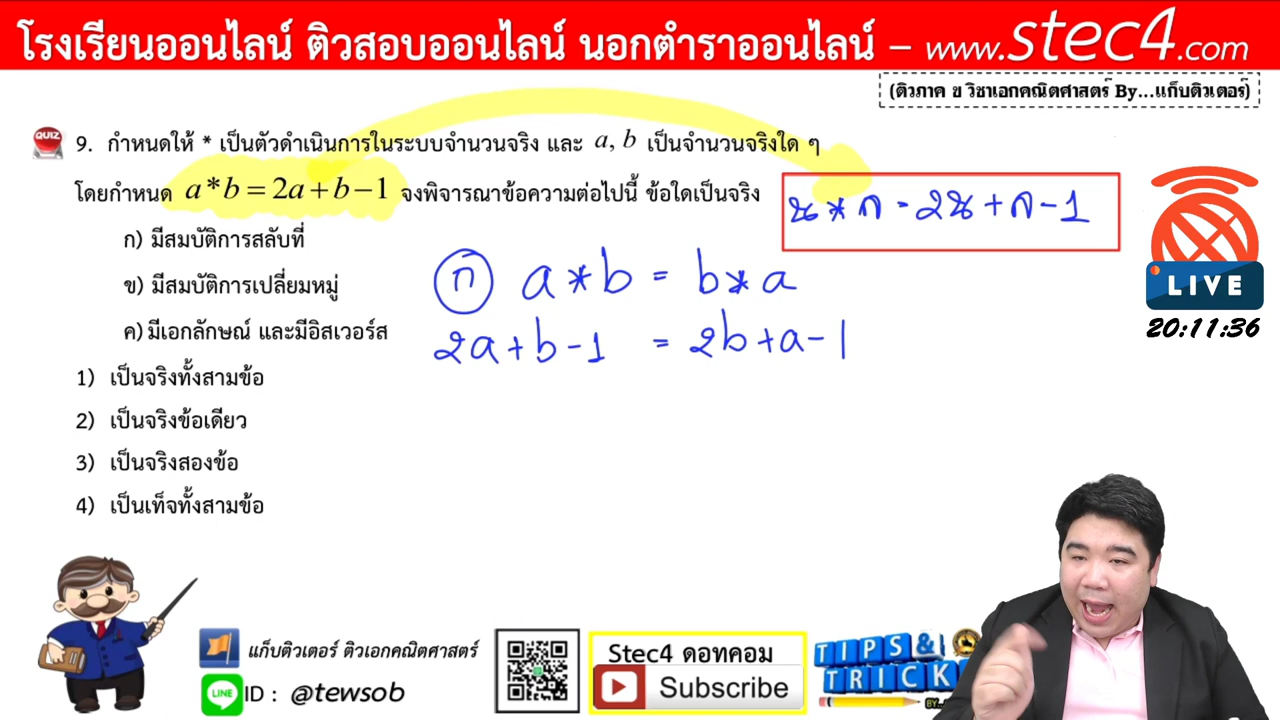 โรงเรียนออนไลน์ ติวสอบออนไลน์ นอกตำราออนไลน์ – www.stec4.com
(ติวภาค ข วิชาเอกคณิตศาสตร์ By...แก็บติวเตอร์)
QUIZ 9. กำหนดให้ * เป็นตัวดำเนินการในระบบจำนวนจริง และ a, b เป็นจำนวนจริงใด ๆ
โดยกำหนด a*b = 2a+b−1 จงพิจารณาข้อความต่อไปนี้ ข้อใดเป็นจริง
น * ก = 2น + ก − 1
ก) มีสมบัติการสลับที่
ก a * b = b * a
ข) มีสมบัติการเปลี่ยนหมู่
ค) มีเอกลักษณ์ และมีอิสเวอร์ส
2a+b−1 = 2b+a−1
1) เป็นจริงทั้งสามข้อ
2) เป็นจริงข้อเดียว
3) เป็นจริงสองข้อ
4) เป็นเท็จทั้งสามข้อ
LIVE
20:11:36
แก็บติวเตอร์ ติวเอกคณิตศาสตร์
LINE ID : @tewsob
Stec4 ดอทคอม
Subscribe
TIPS &
TRICK